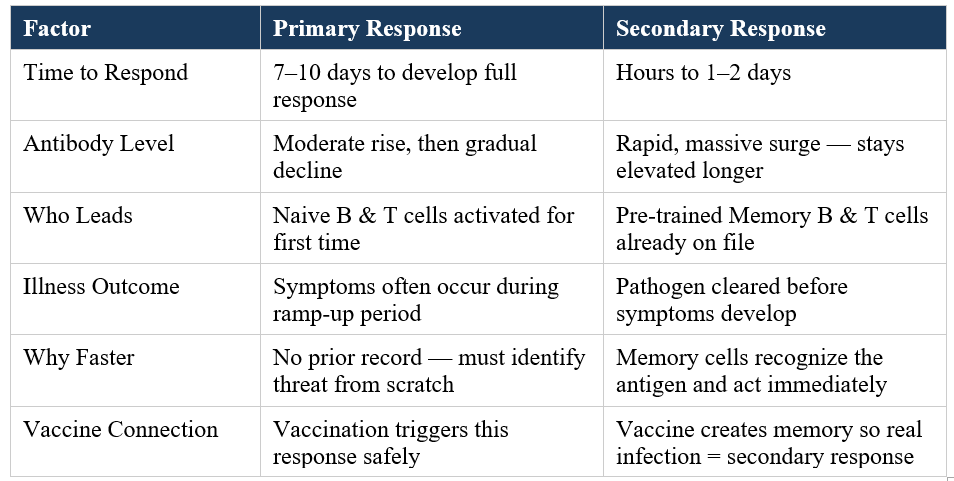 Factor Primary Response Secondary Response
Time to Respond 7–10 days to develop full Hours to 1–2 days
response
Antibody Level Moderate rise, then gradual Rapid, massive surge — stays
decline elevated longer
Who Leads Naive B & T cells activated for Pre-trained Memory B & T cells
first time already on file
Illness Outcome Symptoms often occur during Pathogen cleared before
ramp-up period symptoms develop
Why Faster No prior record — must identify Memory cells recognize the
threat from scratch antigen and act immediately
Vaccine Connection Vaccination triggers this Vaccine creates memory so real
response safely infection = secondary response